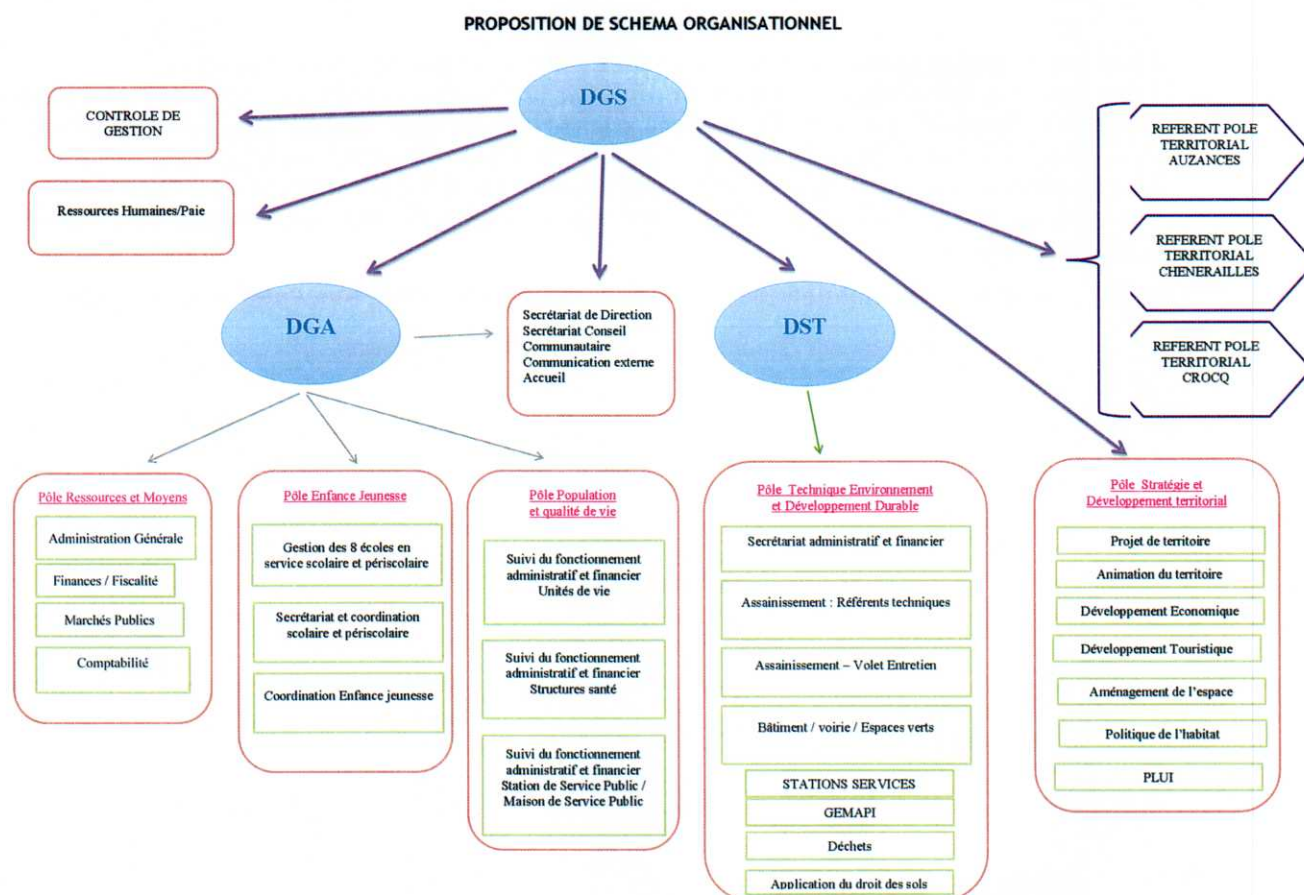 PROPOSITION DE SCHEMA ORGANISATIONNEL
DGS
CONTROLE DE
GESTION
Ressources Humaines/Paie
REFERENT POLE
TERRITORIAL
AUZANCES
REFERENT POLE
TERRITORIAL
CHENERAILLES
REFERENT POLE
TERRITORIAL
CROCQ
DGA
Secrétariat de Direction
Secrétariat Conseil
Communautaire
Communication externe
Accueil
DST
Pôle Ressources et Moyens
Administration Générale
Finances / Fiscalité
Marchés Publics
Comptabilité
Pôle Enfance Jeunesse
Gestion des 8 écoles en
service scolaire et périscolaire
Secrétariat et coordination
scolaire et périscolaire
Coordination Enfance jeunesse
Pôle Population
et qualité de vie
Suivi du fonctionnement
administratif et financier
Unités de vie
Suivi du fonctionnement
administratif et financier
Structures santé
Suivi du fonctionnement
administratif et financier
Station de Service Public /
Maison de Service Public
Pôle Technique Environnement
et Développement Durable
Secrétariat administratif et financier
Assainissement : Référents techniques
Assainissement – Volet Entretien
Bâtiment / voirie / Espaces verts
STATIONS SERVICES
GEMAPI
Déchets
Application du droit des sols
Pôle Stratégie et
Développement territorial
Projet de territoire
Animation du territoire
Développement Economique
Développement Touristique
Aménagement de l'espace
Politique de l'habitat
PLUI